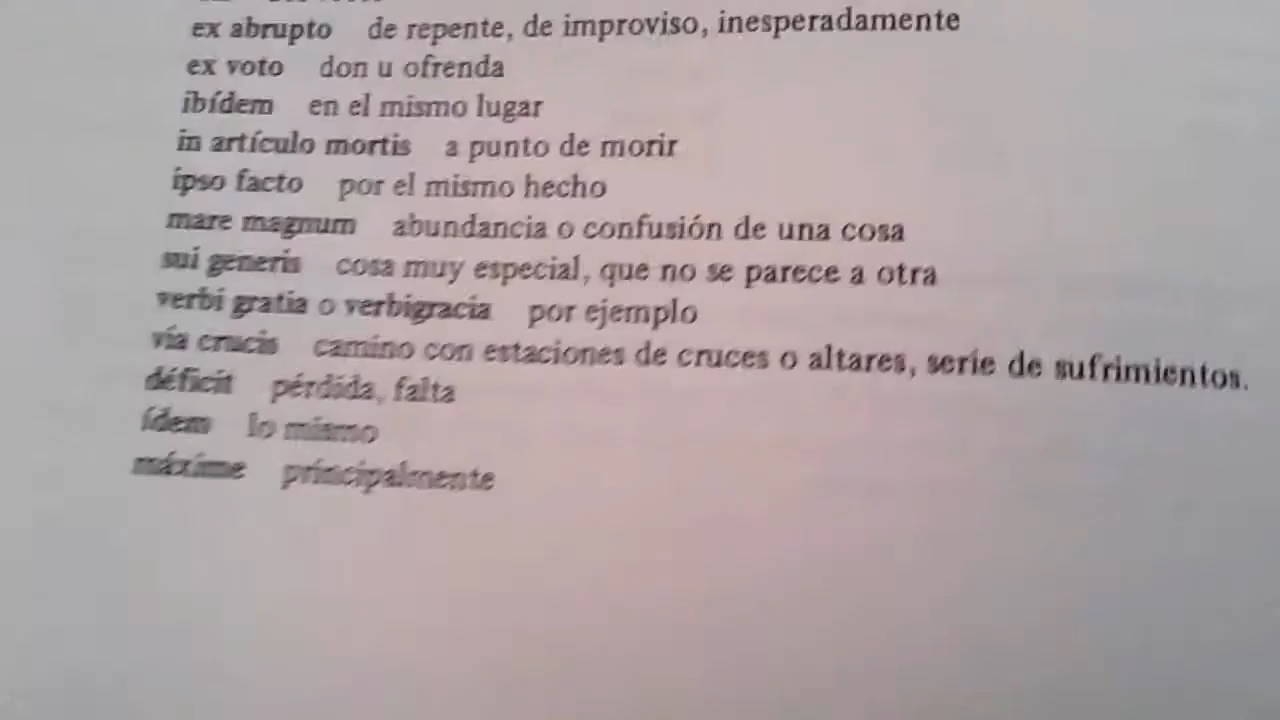 ex abrupto de repente, de improviso, inesperadamente
ex voto don u ofrenda
ibídem en el mismo lugar
in artículo mortis a punto de morir
ipso facto por el mismo hecho
mare magnum abundancia o confusión de una cosa
sui generis cosa muy especial, que no se parece a otra
verbi gratia o verbigracia por ejemplo
vía crucis camino con estaciones de cruces o altares, serie de sufrimientos.
déficit pérdida, falta
ídem lo mismo
máxime principalmente